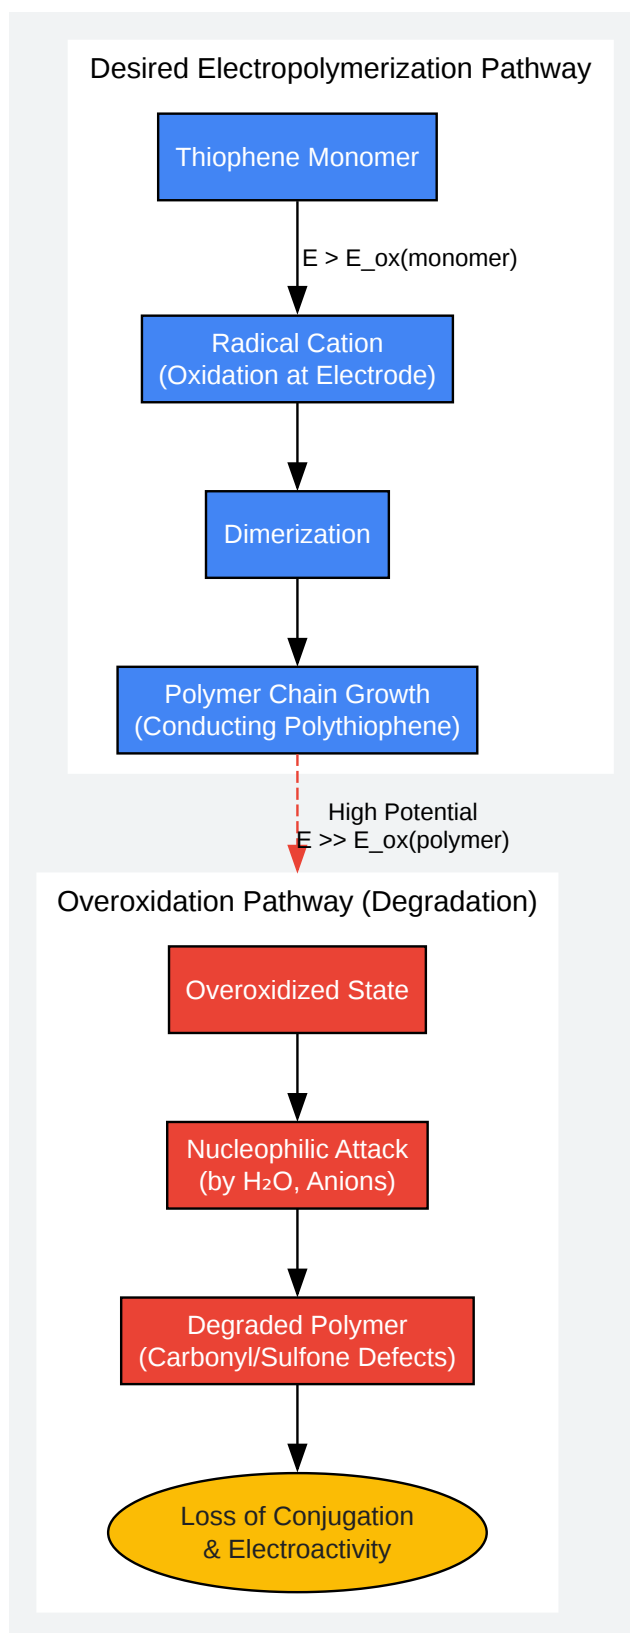 Desired Electropolymerization Pathway
Thiophene Monomer
E > E_ox(monomer)
Radical Cation
(Oxidation at Electrode)
Dimerization
Polymer Chain Growth
(Conducting Polythiophene)
High Potential
E >> E_ox(polymer)
Overoxidation Pathway (Degradation)
Overoxidized State
Nucleophilic Attack
(by H₂O, Anions)
Degraded Polymer
(Carbonyl/Sulfone Defects)
Loss of Conjugation
& Electroactivity